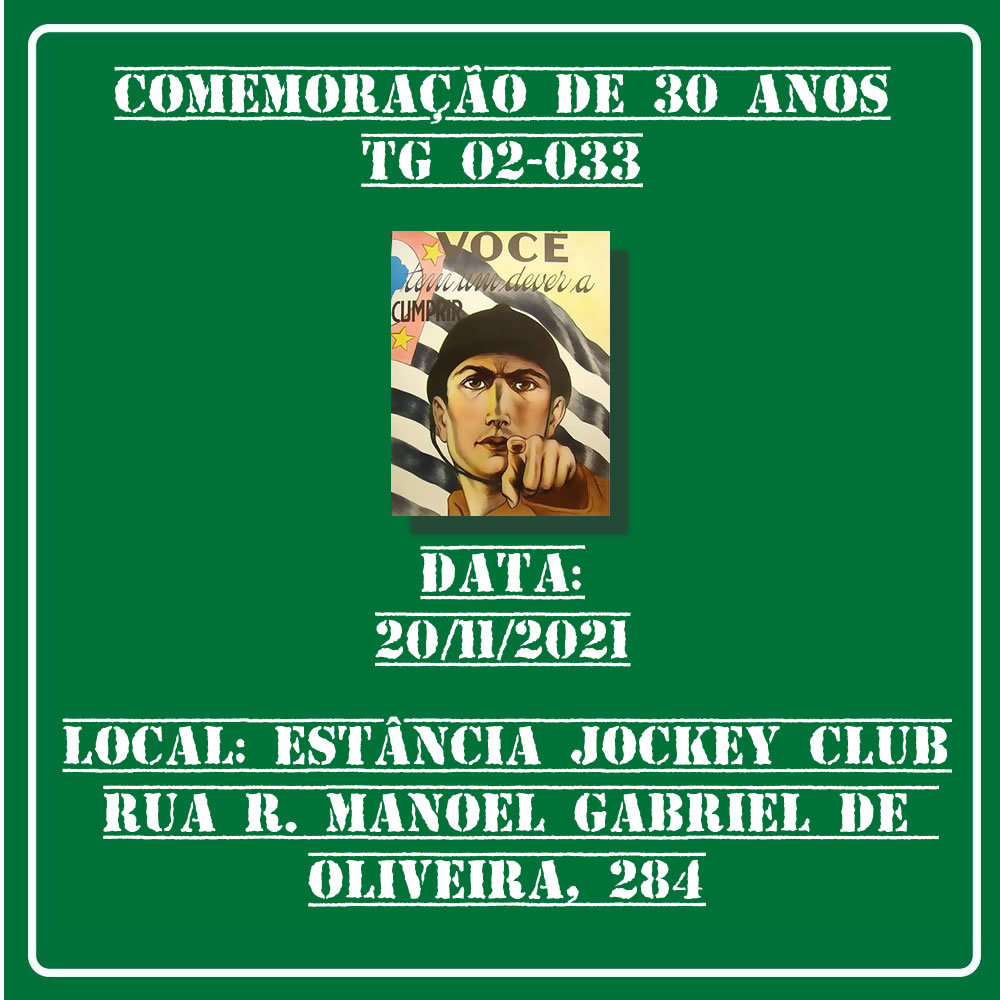 COMEMORAÇÃO DE 30 ANOS
TG 02-033
VOCÊ
tem um dever a
CUMPRIR
DATA:
20/11/2021
LOCAL: ESTÂNCIA JOCKEY CLUB
RUA R. MANOEL GABRIEL DE
OLIVEIRA, 284